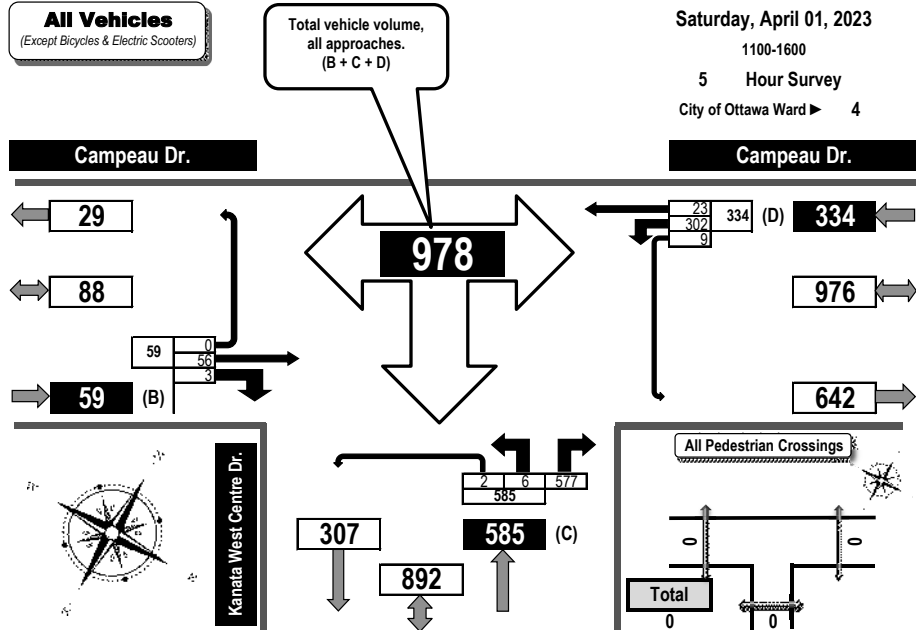 All Vehicles
(Except Bicycles & Electric Scooters)
Total vehicle volume,
all approaches.
(B + C + D)
Saturday, April 01, 2023
1100-1600
5 Hour Survey
City of Ottawa Ward ► 4
Campeau Dr.
Campeau Dr.
29
88
59
0
56
3
59 (B)
978
23
302
9
334
(D)
334
976
642
Kanata West Centre Dr.
2 6 577
585
307
585 (C)
892
All Pedestrian Crossings
0
0
Total
0
0